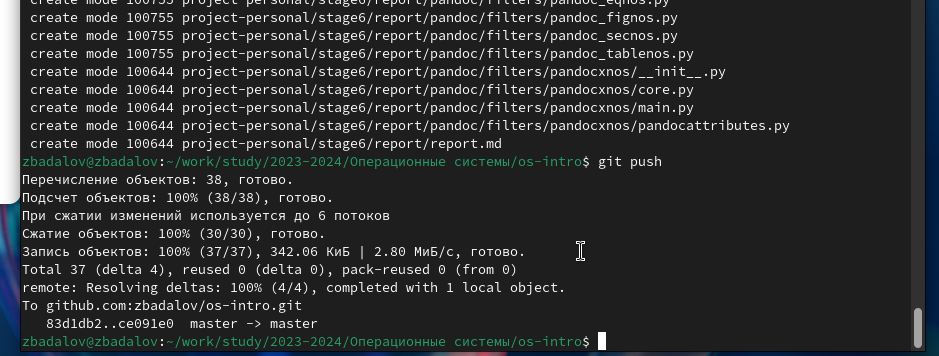 create mode 100755 project-personal/stage6/report/pandoc/filters/pandoc_eqnos.py
create mode 100755 project-personal/stage6/report/pandoc/filters/pandoc_fignos.py
create mode 100755 project-personal/stage6/report/pandoc/filters/pandoc_secnos.py
create mode 100755 project-personal/stage6/report/pandoc/filters/pandoc_tablenos.py
create mode 100644 project-personal/stage6/report/pandoc/filters/pandocxnos/__init__.py
create mode 100644 project-personal/stage6/report/pandoc/filters/pandocxnos/core.py
create mode 100644 project-personal/stage6/report/pandoc/filters/pandocxnos/main.py
create mode 100644 project-personal/stage6/report/pandoc/filters/pandocxnos/pandocattributes.py
create mode 100644 project-personal/stage6/report/report.md
zbadalov@zbadalov:~/work/study/2023-2024/Операционные системы/os-intro$ git push
Перечисление объектов: 38, готово.
Подсчет объектов: 100% (38/38), готово.
При сжатии изменений используется до 6 потоков
Сжатие объектов: 100% (30/30), готово.
Запись объектов: 100% (37/37), 342.06 КиБ | 2.80 МиБ/с, готово.
Total 37 (delta 4), reused 0 (delta 0), pack-reused 0 (from 0)
remote: Resolving deltas: 100% (4/4), completed with 1 local object.
To github.com:zbadalov/os-intro.git
   83d1db2..ce091e0  master -> master
zbadalov@zbadalov:~/work/study/2023-2024/Операционные системы/os-intro$